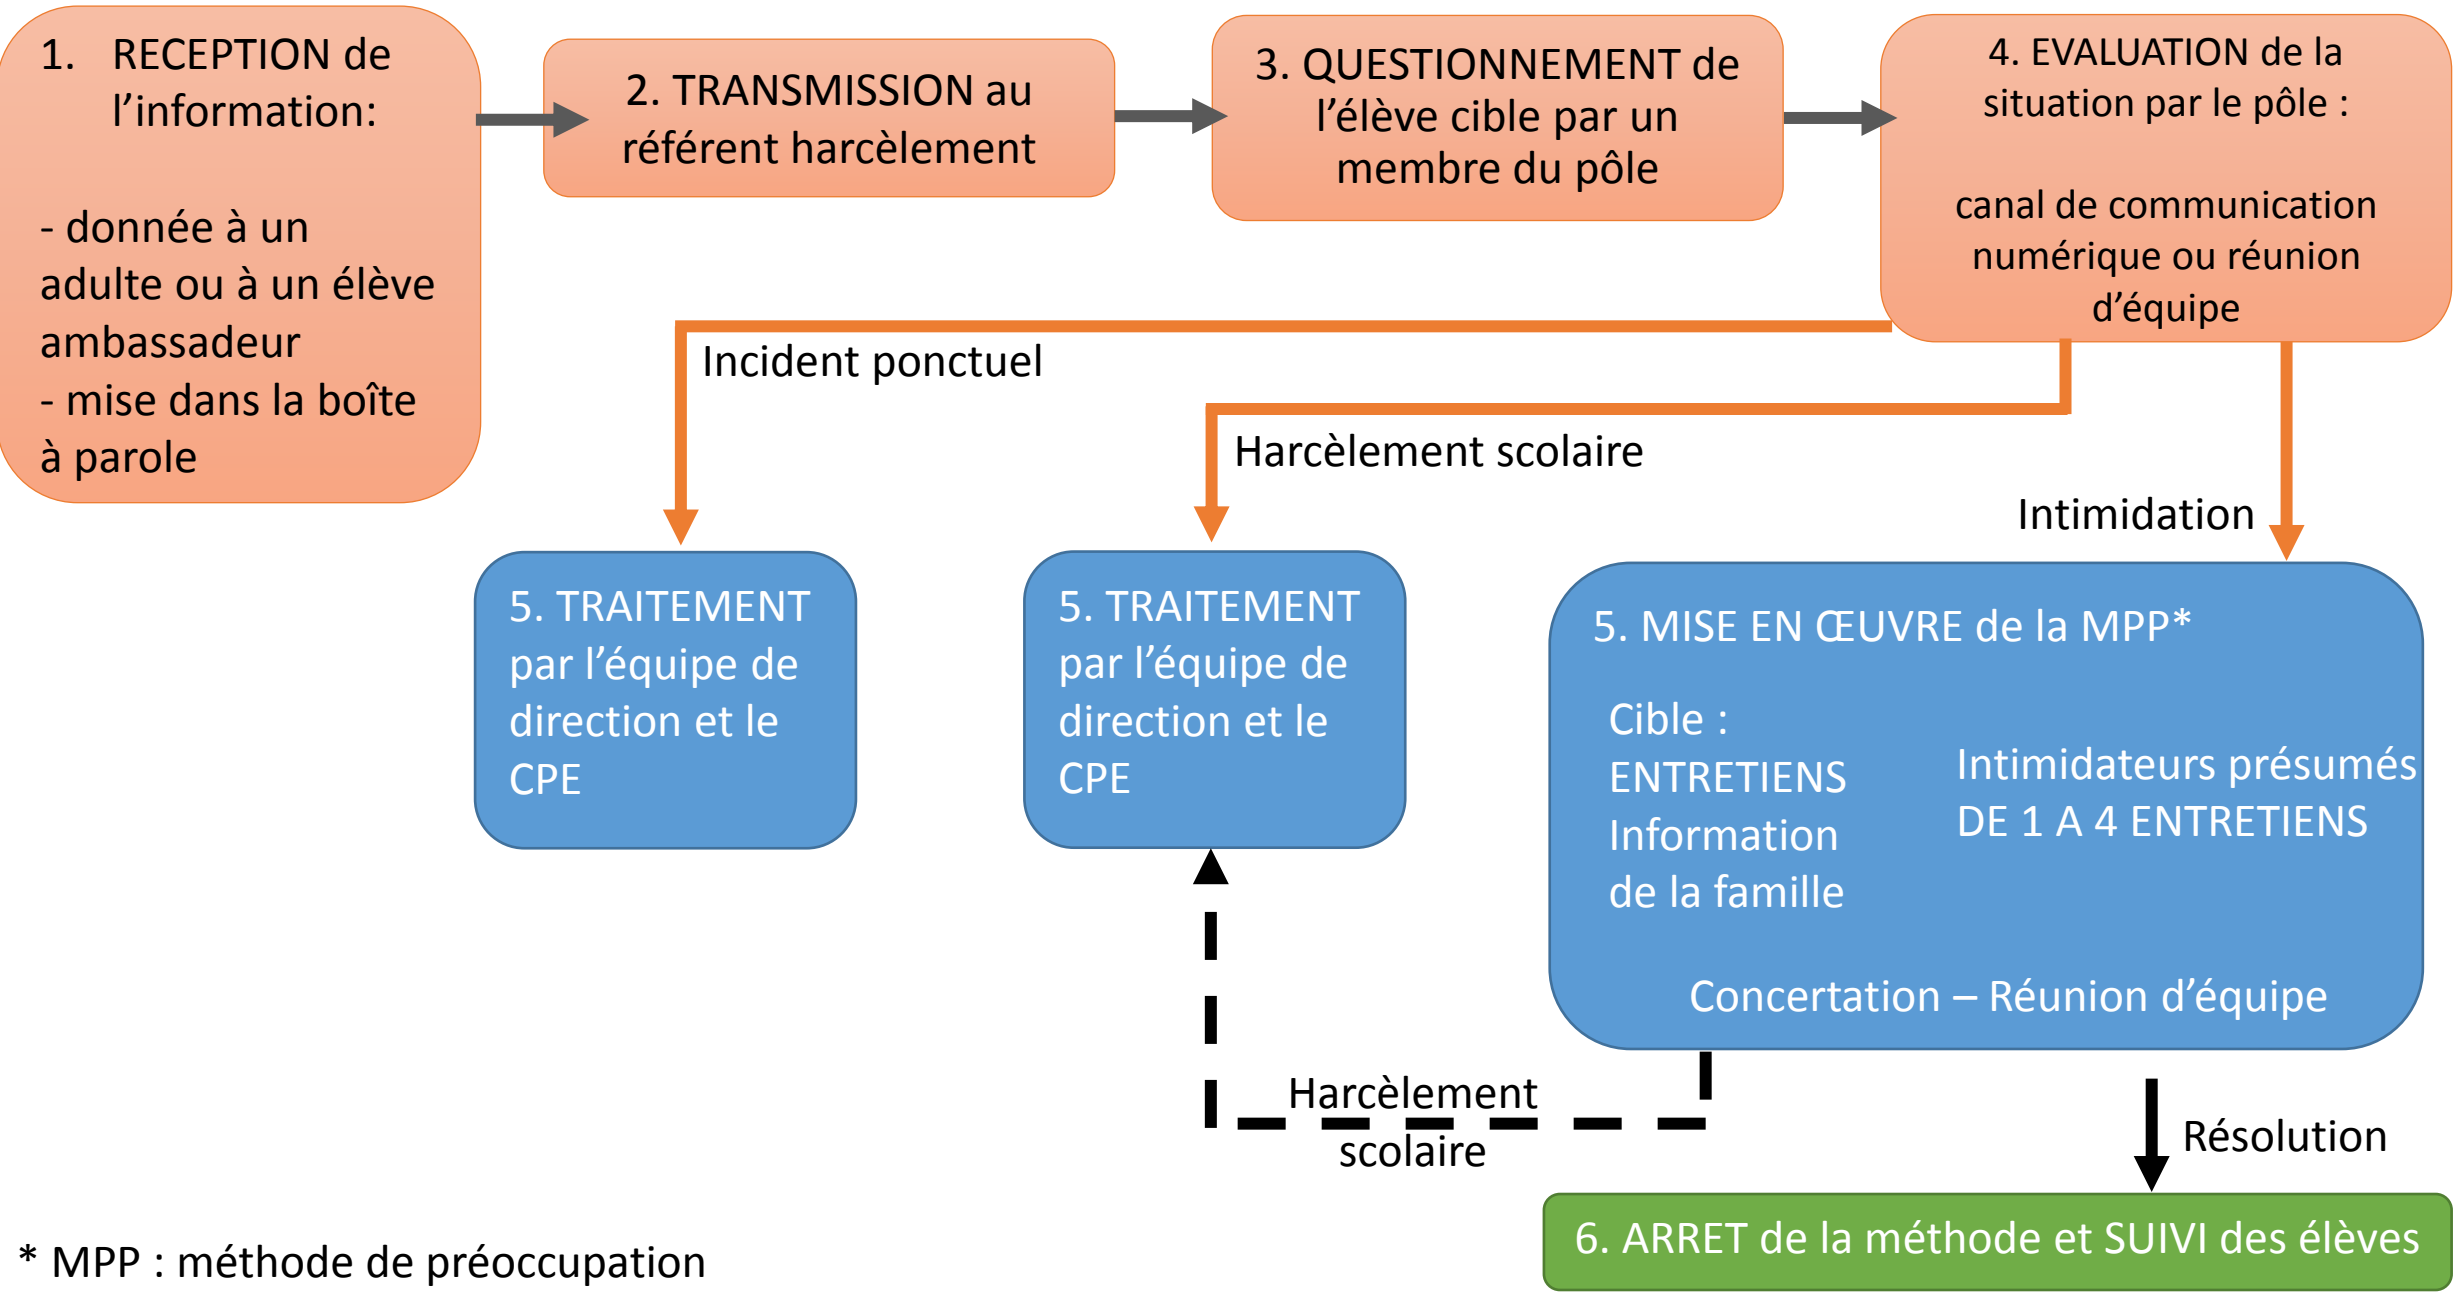 1. RECEPTION de
l’information:
- donnée à un
adulte ou à un élève
ambassadeur
- mise dans la boîte
à parole
2. TRANSMISSION au
référent harcèlement
3. QUESTIONNEMENT de
l’élève cible par un
membre du pôle
4. EVALUATION de la
situation par le pôle :
canal de communication
numérique ou réunion
d’équipe
Incident ponctuel
Harcèlement scolaire
Intimidation
5. TRAITEMENT
par l’équipe de
direction et le
CPE
5. TRAITEMENT
par l’équipe de
direction et le
CPE
5. MISE EN ŒUVRE de la MPP*
Cible :
ENTRETIENS
Information
de la famille
Intimidateurs présumés
DE 1 A 4 ENTRETIENS
Concertation – Réunion d’équipe
Harcèlement
scolaire
Résolution
6. ARRET de la méthode et SUIVI des élèves
* MPP : méthode de préoccupation